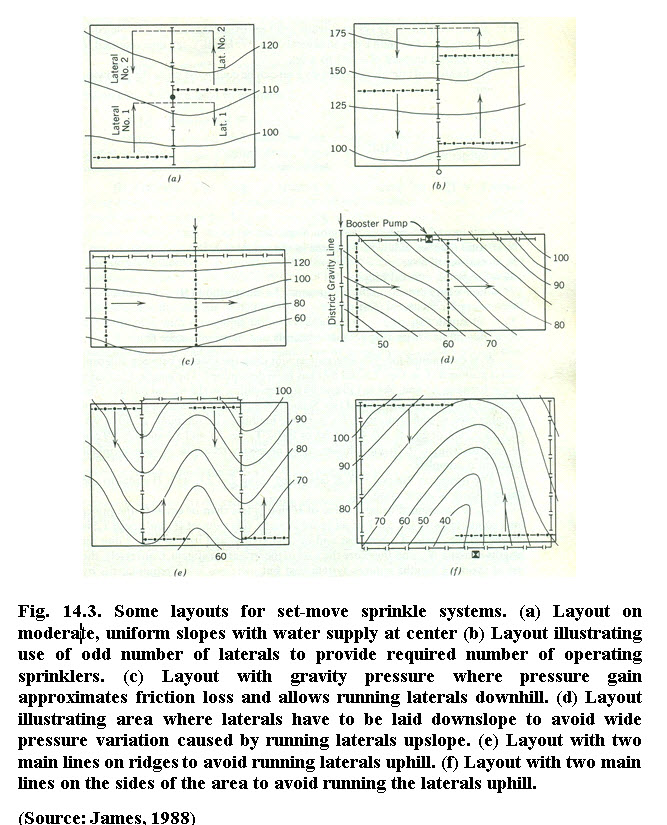 120
110
100
Lateral
No. 2
Lat. No. 2
Lateral
No. 1
Lat. 1
(a)
175
150
125
100
(b)
120
100
80
60
(c)
Booster Pump
District Gravity Line
100
90
80
50
60
70
(d)
100
90
80
70
60
(e)
100
90
80
70 60 50 40
(f)
Fig. 14.3. Some layouts for set-move sprinkle systems. (a) Layout on
moderate, uniform slopes with water supply at center (b) Layout illustrating
use of odd number of laterals to provide required number of operating
sprinklers. (c) Layout with gravity pressure where pressure gain
approximates friction loss and allows running laterals downhill. (d) Layout
illustrating area where laterals have to be laid downslope to avoid wide
pressure variation caused by running laterals upslope. (e) Layout with two
main lines on ridges to avoid running laterals uphill. (f) Layout with two main
lines on the sides of the area to avoid running the laterals uphill.
(Source: James, 1988)